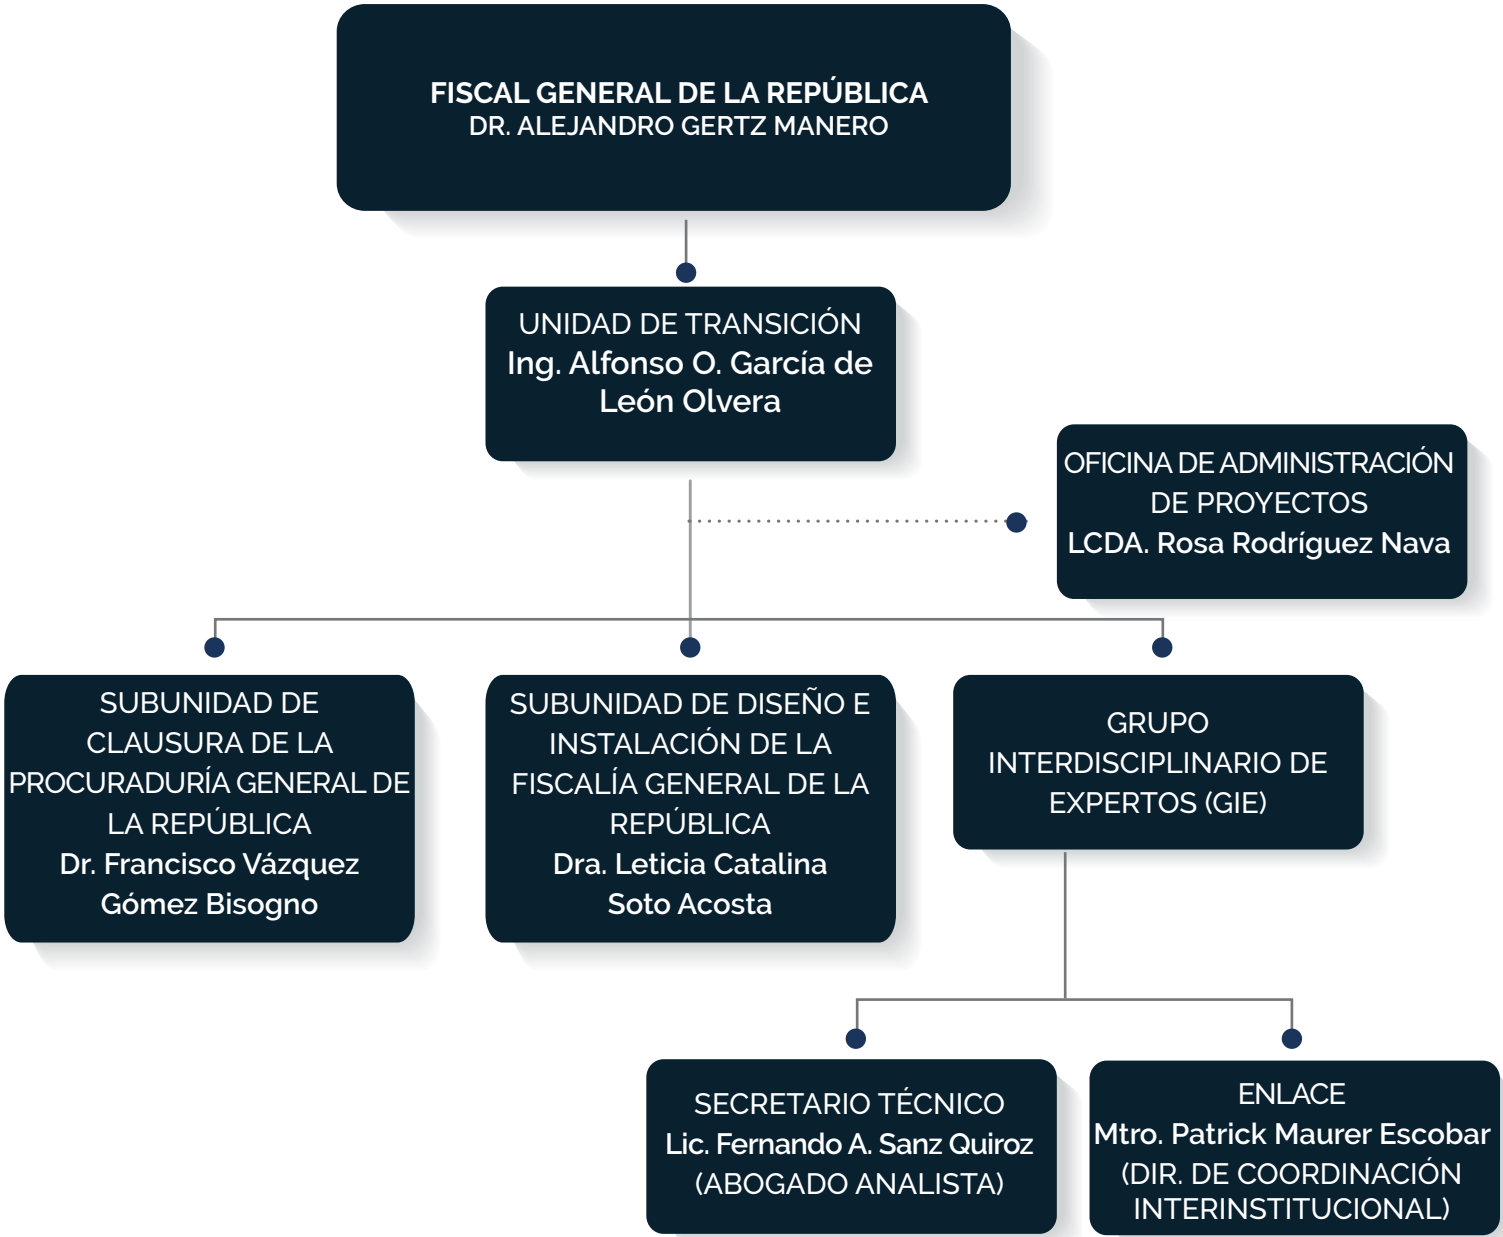 FISCAL GENERAL DE LA REPÚBLICA
DR. ALEJANDRO GERTZ MANERO
UNIDAD DE TRANSICIÓN
Ing. Alfonso O. García de
León Olvera
OFICINA DE ADMINISTRACIÓN
DE PROYECTOS
LCDA. Rosa Rodríguez Nava
SUBUNIDAD DE
CLAUSURA DE LA
PROCURADURÍA GENERAL DE
LA REPÚBLICA
Dr. Francisco Vázquez
Gómez Bisogno
SUBUNIDAD DE DISEÑO E
INSTALACIÓN DE LA
FISCALÍA GENERAL DE LA
REPÚBLICA
Dra. Leticia Catalina
Soto Acosta
GRUPO
INTERDISCIPLINARIO DE
EXPERTOS (GIE)
SECRETARIO TÉCNICO
Lic. Fernando A. Sanz Quiroz
(ABOGADO ANALISTA)
ENLACE
Mtro. Patrick Maurer Escobar
(DIR. DE COORDINACIÓN
INTERINSTITUCIONAL)